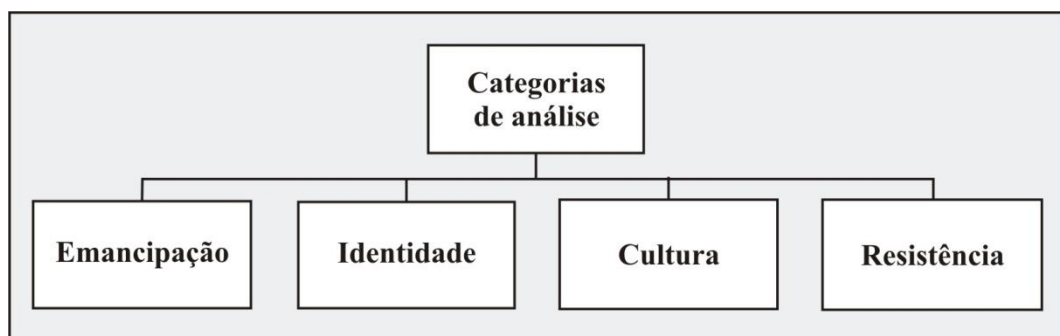 Categorias
de análise
Emancipação
Identidade
Cultura
Resistência